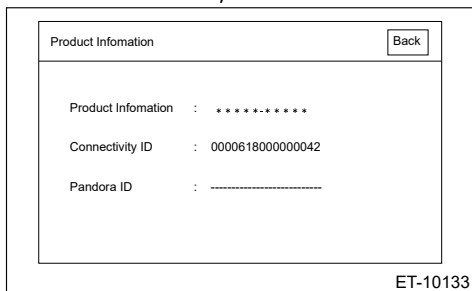 Product Infomation
Back
Product Infomation : *****-*****
Connectivity ID : 0000618000000042
Pandora ID : ---------------------------
ET-10133